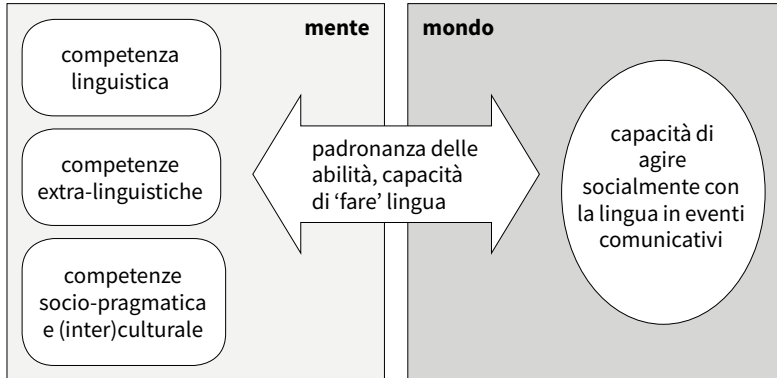 mente
competenza
linguistica
competenze
extra-linguistiche
competenze
socio-pragmatica
e (inter)culturale
padronanza delle
abilità, capacità
di ‘fare’ lingua
mondo
capacità di
agire
socialmente con
la lingua in eventi
comunicativi